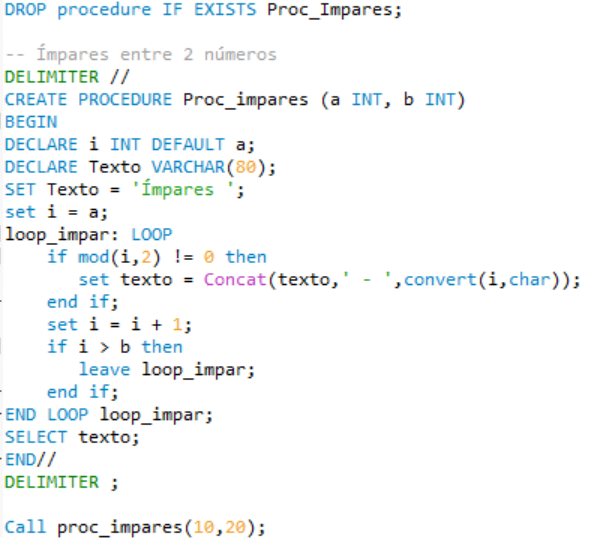 DROP procedure IF EXISTS Proc_Impares;
-- Ímpares entre 2 números
DELIMITER //
CREATE PROCEDURE Proc_impares (a INT, b INT)
BEGIN
DECLARE i INT DEFAULT a;
DECLARE Texto VARCHAR(80);
SET Texto = 'Ímpares ';
set i = a;
loop_impar: LOOP
if mod(i,2) != 0 then
set texto = Concat(texto,' - ',convert(i,char));
end if;
set i = i + 1;
if i > b then
leave loop_impar;
end if;
END LOOP loop_impar;
SELECT texto;
END//
DELIMITER ;
Call proc_impares(10,20);